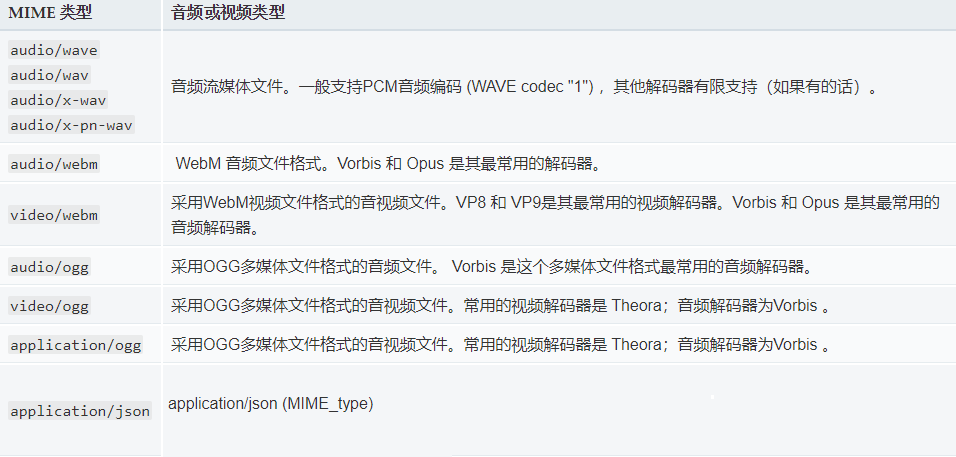 MIME 类型 音频或视频类型
audio/wave
audio/wav
audio/x-wav
audio/x-pn-wav
音频流媒体文件。一般支持PCM音频编码 (WAVE codec "1") ，其他解码器有限支持（如果有的话）。
audio/webm WebM 音频文件格式。Vorbis 和 Opus 是其最常用的解码器。
video/webm
采用WebM视频文件格式的音视频文件。VP8 和 VP9是其最常用的视频解码器。Vorbis 和 Opus 是其最常用的
音频解码器。
audio/ogg 采用OGG多媒体文件格式的音频文件。 Vorbis 是这个多媒体文件格式最常用的音频解码器。
video/ogg 采用OGG多媒体文件格式的音视频文件。常用的视频解码器是 Theora；音频解码器为Vorbis 。
application/ogg 采用OGG多媒体文件格式的音视频文件。常用的视频解码器是 Theora；音频解码器为Vorbis 。
application/json application/json (MIME_type)